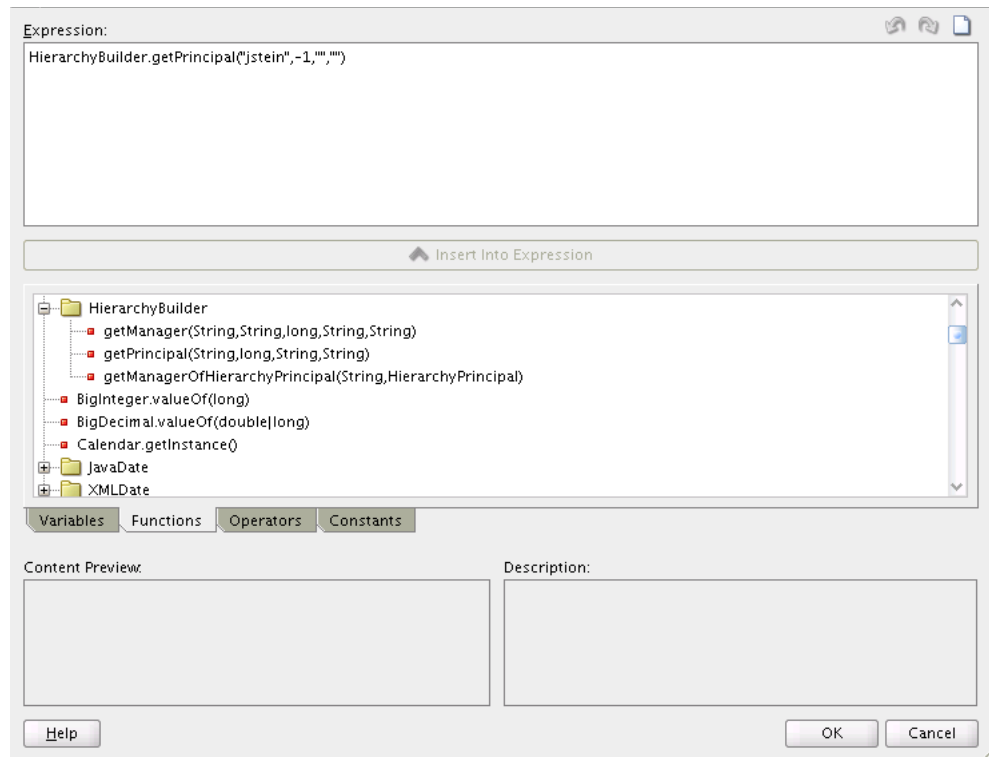 Expression:
HierarchyBuilder.getPrincipal("jstein",-1,"","")
Insert Into Expression
HierarchyBuilder
getManager(String,String,long,String,String)
getPrincipal(String,long,String,String)
getManagerOfHierarchyPrincipal(String,HierarchyPrincipal)
BigInteger.valueOf(long)
BigDecimal.valueOf(double|long)
Calendar.getInstance()
JavaDate
XMLDate
Variables Functions Operators Constants
Content Preview: Description:
Help OK Cancel